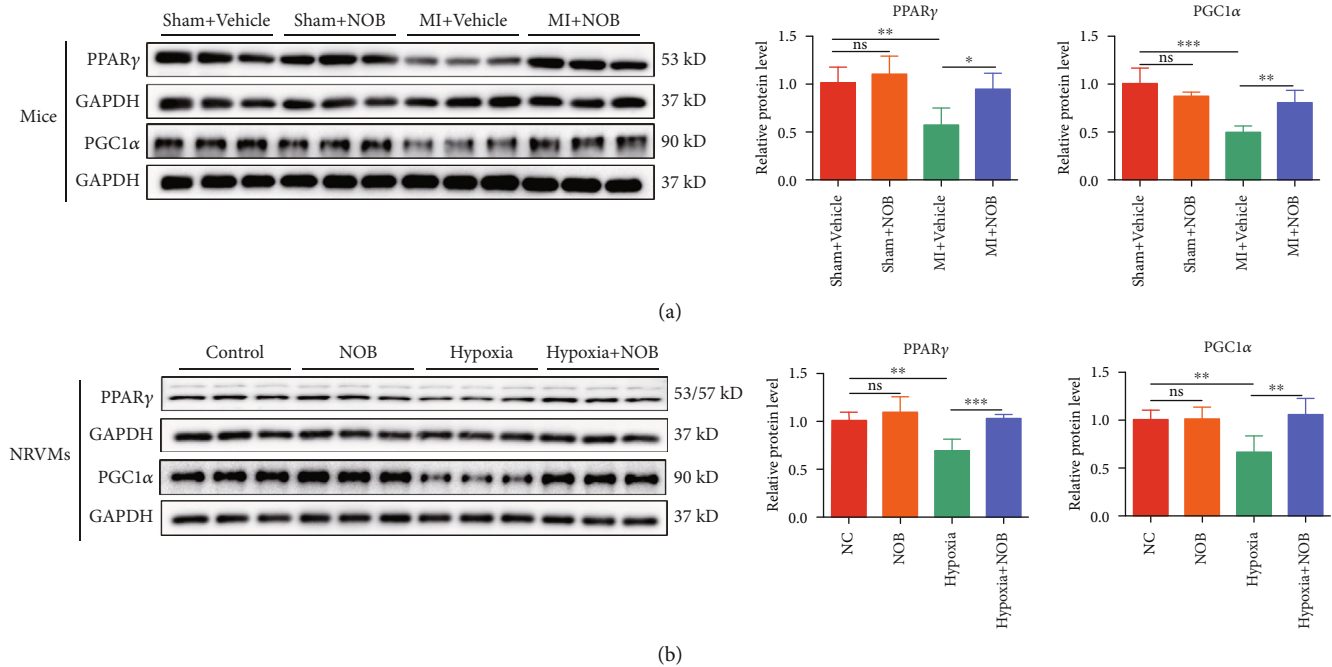 Sham+Vehicle Sham+NOB MI+Vehicle MI+NOB
Mice
PPARγ 53 kD
GAPDH 37 kD
PGC1α 90 kD
GAPDH 37 kD
PPARγ
Relative protein level
1.5
1.0
0.5
0.0
**
ns
*
Sham+Vehicle
Sham+NOB
MI+Vehicle
MI+NOB
PGC1α
Relative protein level
1.5
1.0
0.5
0.0
***
ns
**
Sham+Vehicle
Sham+NOB
MI+Vehicle
MI+NOB
(a)
Control NOB Hypoxia Hypoxia+NOB
NRVMs
PPARγ 53/57 kD
GAPDH 37 kD
PGC1α 90 kD
GAPDH 37 kD
PPARγ
Relative protein level
1.5
1.0
0.5
0.0
**
ns
***
NC
NOB
Hypoxia
Hypoxia+NOB
PGC1α
Relative protein level
1.5
1.0
0.5
0.0
**
ns
**
NC
NOB
Hypoxia
Hypoxia+NOB
(b)